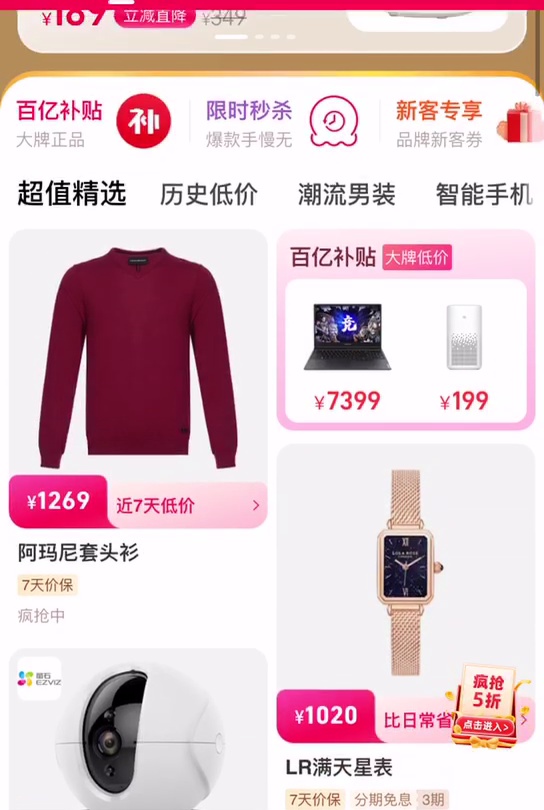 ¥189 立减直降 ¥349
百亿补贴
大牌正品
补
限时秒杀
爆款手慢无
新客专享
品牌新客券
超值精选 历史低价 潮流男装 智能手机
¥1269 近7天低价
阿玛尼套头衫
7天价保
疯抢中
萤石
EZVIZ
百亿补贴 大牌低价
竞
¥7399 ¥199
LOLA ROSE
¥1020 比日常省
疯抢
5折
点击进入>
LR满天星表
7天价保 分期免息 3期